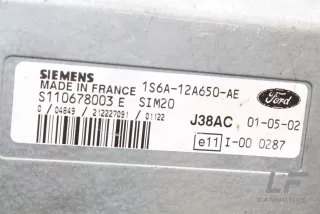 SIEMENS
MADE IN FRANCE 1S6A-12A650-AE
S110678003 E SIM20 Ford
0 / 04849 / 212227091 / 01122
J38AC 01-05-02
e11 I-00 0287
LF